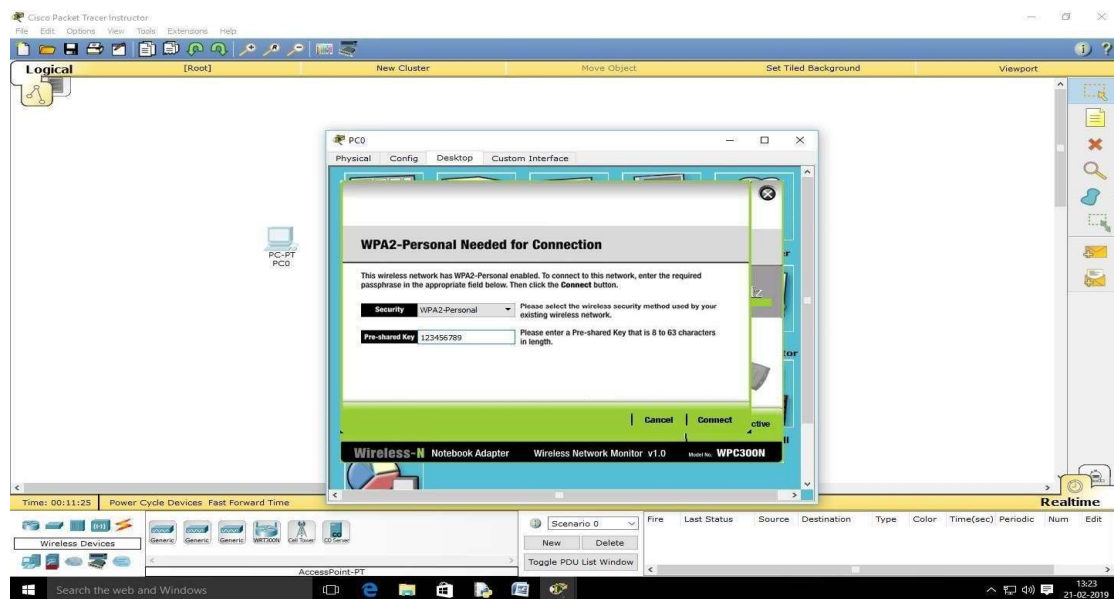 Cisco Packet Tracer Instructor
File Edit Options View Tools Extensions Help
Logical [Root] New Cluster Move Object Set Tiled Background Viewport
PC0
Physical Config Desktop Custom Interface
WPA2-Personal Needed for Connection
This wireless network has WPA2-Personal enabled. To connect to this network, enter the required
passphrase in the appropriate field below. Then click the Connect button.
Security WPA2-Personal Please select the wireless security method used by your
existing wireless network.
Pre-shared Key 123456789 Please enter a Pre-shared Key that is 8 to 63 characters
in length.
PC-PT
PC0
Cancel Connect
Wireless-N Notebook Adapter Wireless Network Monitor v1.0 Model No. WPC300N
Time: 00:11:25 Power Cycle Devices Fast Forward Time Realtime
Wireless Devices
Generic Generic Generic WRT300N Cell Tower CO Server
AccessPoint-PT
Scenario 0
New Delete
Toggle PDU List Window
Fire Last Status Source Destination Type Color Time(sec) Periodic Num Edit
Search the web and Windows
13:23
21-02-2019